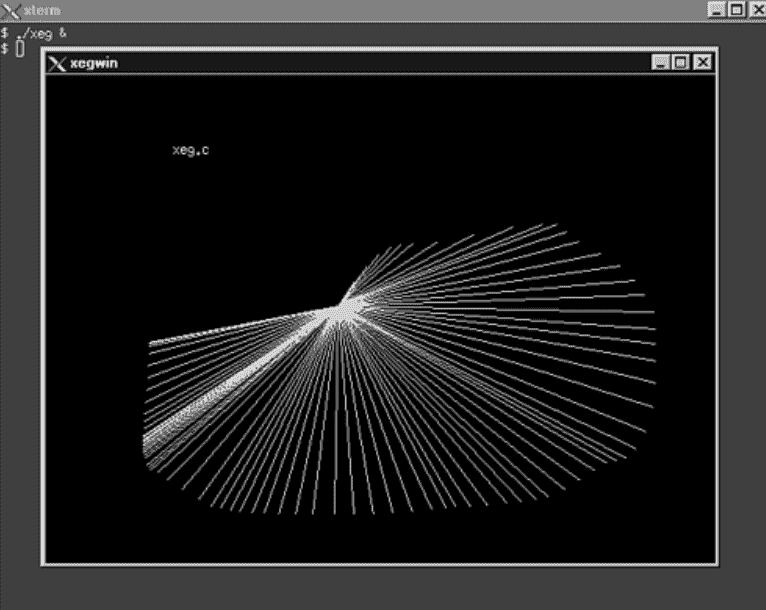 xterm
$ ./xeg &
$
xegwin
xeg.c